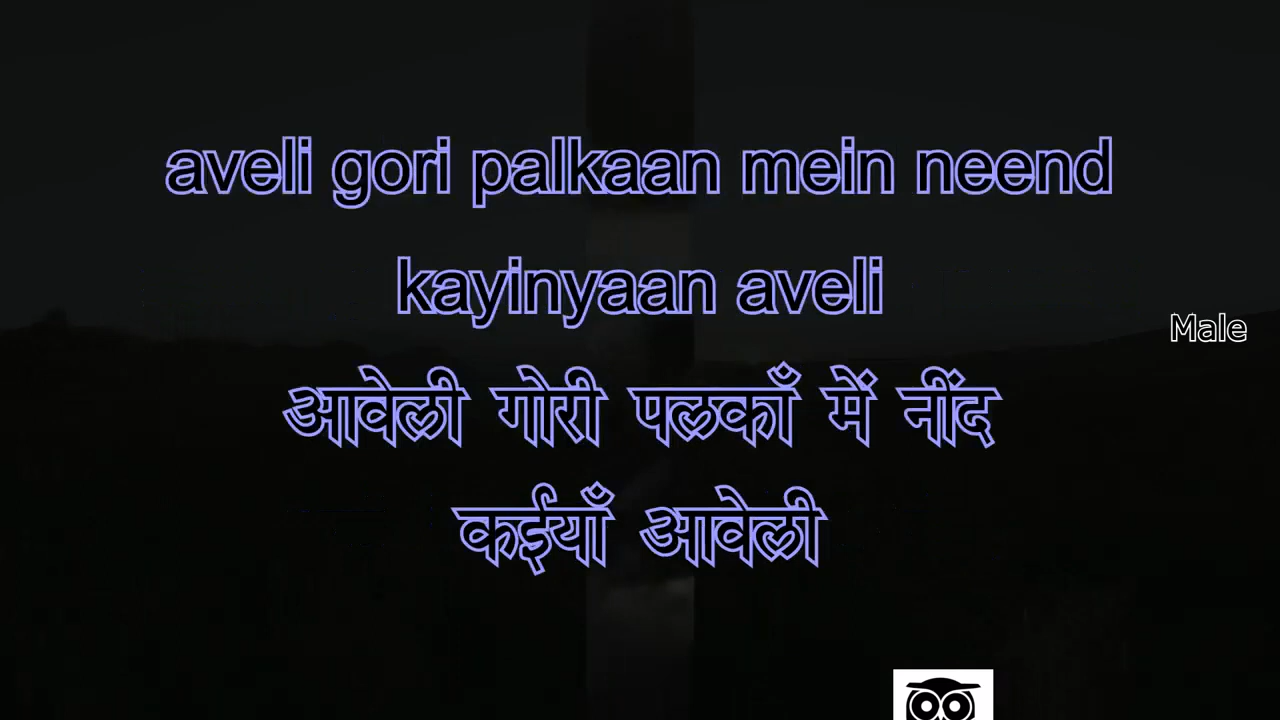 aveli gori palkaan mein neend
kayinyaan aveli
Male
आवेली गोरी पलकाँ में नींद
कईयाँ आवेली